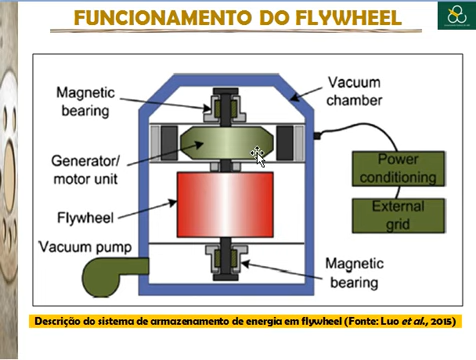 FUNCIONAMENTO DO FLYWHEEL
Magnetic
bearing
Vacuum
chamber
Generator/
motor unit
Power
conditioning
External
grid
Flywheel
Vacuum pump
Magnetic
bearing
Descrição do sistema de armazenamento de energia em flywheel (Fonte: Luo et al., 2015)